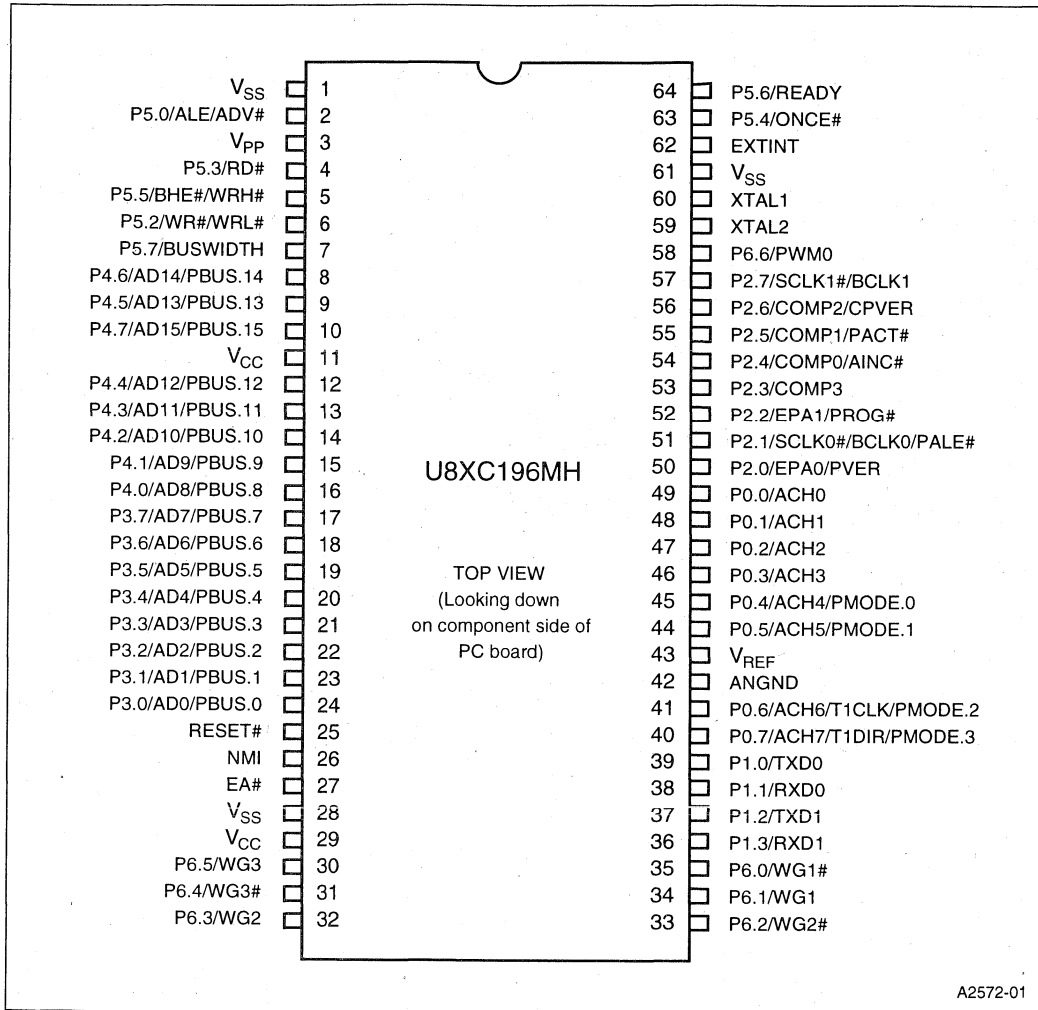 VSS 1
P5.0/ALE/ADV# 2
VPP 3
P5.3/RD# 4
P5.5/BHE#/WRH# 5
P5.2/WR#/WRL# 6
P5.7/BUSWIDTH 7
P4.6/AD14/PBUS.14 8
P4.5/AD13/PBUS.13 9
P4.7/AD15/PBUS.15 10
VCC 11
P4.4/AD12/PBUS.12 12
P4.3/AD11/PBUS.11 13
P4.2/AD10/PBUS.10 14
P4.1/AD9/PBUS.9 15
P4.0/AD8/PBUS.8 16
P3.7/AD7/PBUS.7 17
P3.6/AD6/PBUS.6 18
P3.5/AD5/PBUS.5 19
P3.4/AD4/PBUS.4 20
P3.3/AD3/PBUS.3 21
P3.2/AD2/PBUS.2 22
P3.1/AD1/PBUS.1 23
P3.0/AD0/PBUS.0 24
RESET# 25
NMI 26
EA# 27
VSS 28
VCC 29
P6.5/WG3 30
P6.4/WG3# 31
P6.3/WG2 32
U8XC196MH
TOP VIEW
(Looking down
on component side of
PC board)
64 P5.6/READY
63 P5.4/ONCE#
62 EXTINT
61 VSS
60 XTAL1
59 XTAL2
58 P6.6/PWM0
57 P2.7/SCLK1#/BCLK1
56 P2.6/COMP2/CPVER
55 P2.5/COMP1/PACT#
54 P2.4/COMP0/AINC#
53 P2.3/COMP3
52 P2.2/EPA1/PROG#
51 P2.1/SCLK0#/BCLK0/PALE#
50 P2.0/EPA0/PVER
49 P0.0/ACH0
48 P0.1/ACH1
47 P0.2/ACH2
46 P0.3/ACH3
45 P0.4/ACH4/PMODE.0
44 P0.5/ACH5/PMODE.1
43 VREF
42 ANGND
41 P0.6/ACH6/T1CLK/PMODE.2
40 P0.7/ACH7/T1DIR/PMODE.3
39 P1.0/TXD0
38 P1.1/RXD0
37 P1.2/TXD1
36 P1.3/RXD1
35 P6.0/WG1#
34 P6.1/WG1
33 P6.2/WG2#
A2572-01